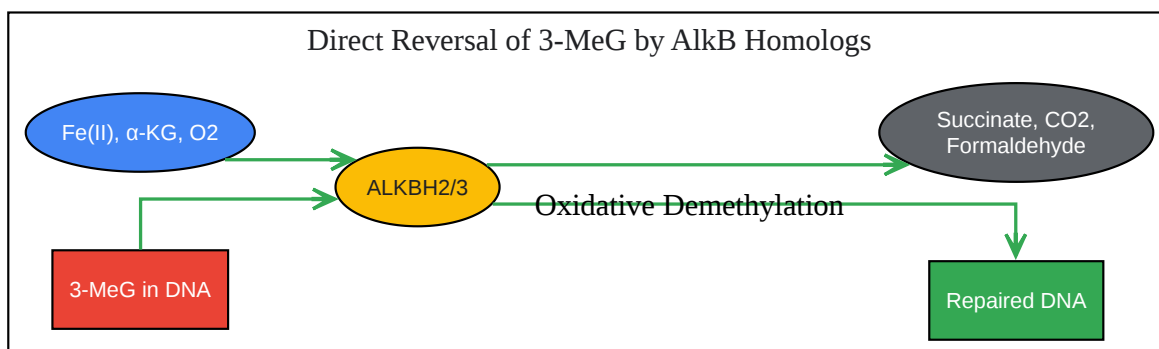 Direct Reversal of 3-MeG by AlkB Homologs
Fe(II), α-KG, O2
Succinate, CO2,
Formaldehyde
ALKBH2/3
Oxidative Demethylation
3-MeG in DNA
Repaired DNA